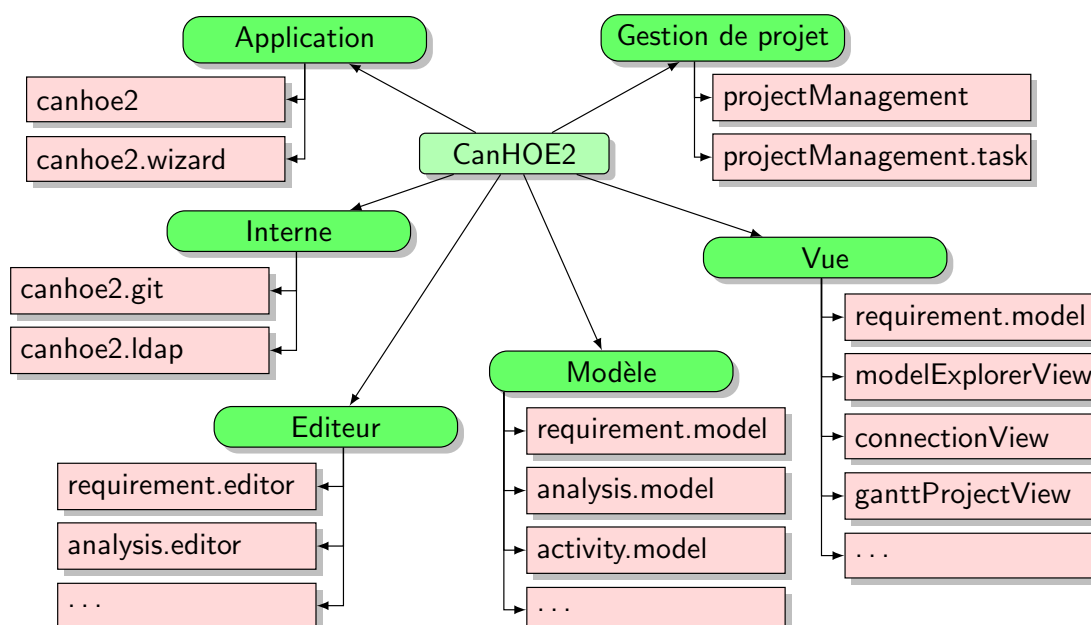 Application
canhoe2
canhoe2.wizard
Gestion de projet
projectManagement
projectManagement.task
CanHOE2
Interne
canhoe2.git
canhoe2.ldap
Vue
requirement.model
modelExplorerView
connectionView
ganttProjectView
...
Modèle
requirement.model
analysis.model
activity.model
...
Editeur
requirement.editor
analysis.editor
...